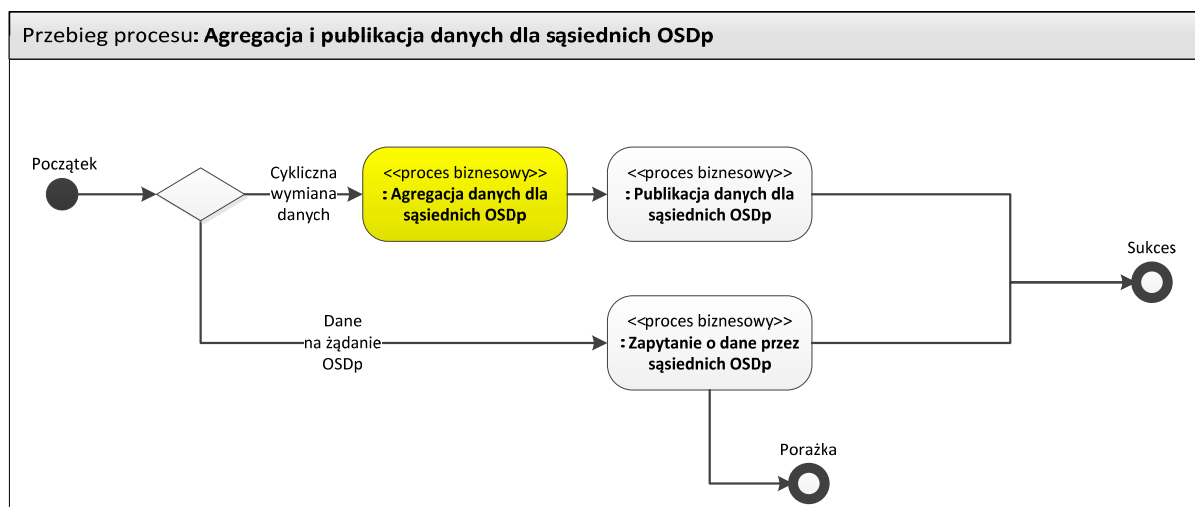 Przebieg procesu: Agregacja i publikacja danych dla sąsiednich OSDp
Początek
Cykliczna
wymiana
danych
<<proces biznesowy>>
: Agregacja danych dla
sąsiednich OSDp
<<proces biznesowy>>
: Publikacja danych dla
sąsiednich OSDp
Sukces
Dane
na żądanie
OSDp
<<proces biznesowy>>
: Zapytanie o dane przez
sąsiednich OSDp
Porażka